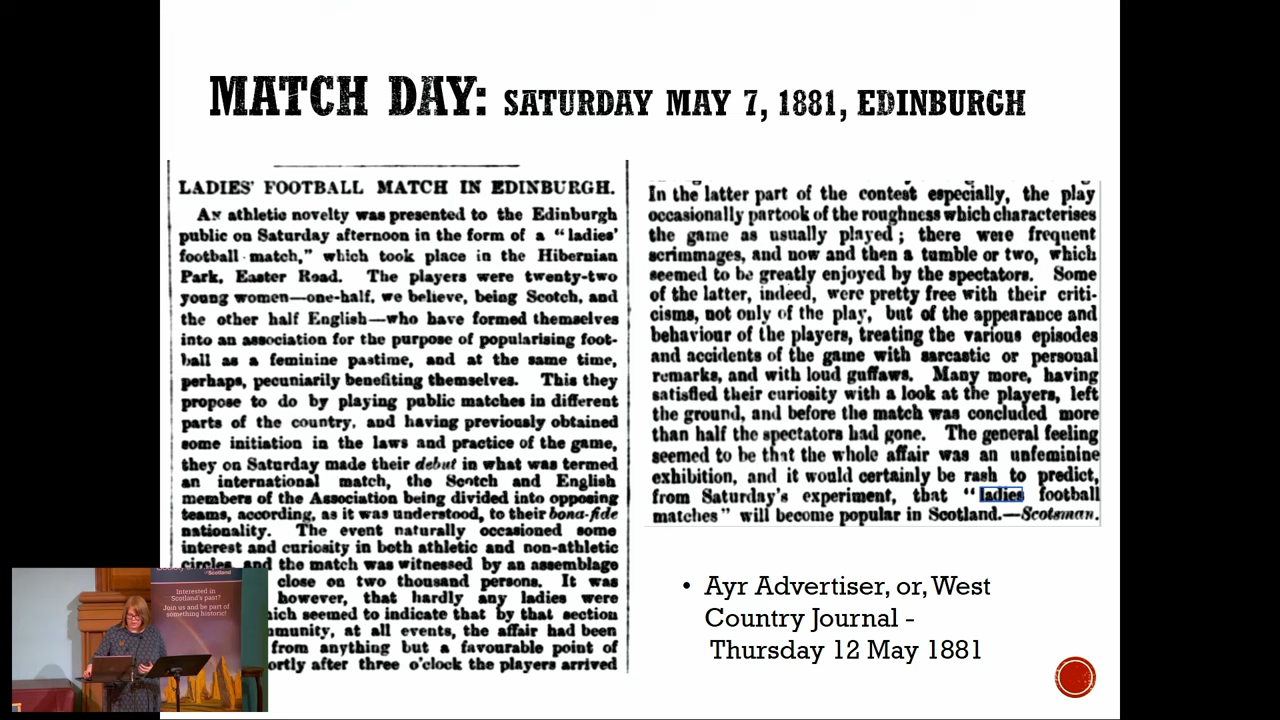 MATCH DAY: SATURDAY MAY 7, 1881, EDINBURGH
LADIES' FOOTBALL MATCH IN EDINBURGH.
An athletic novelty was presented to the Edinburgh
public on Saturday afternoon in the form of a "ladies'
football match," which took place in the Hibernian
Park, Easter Road. The players were twenty-two
young women—one-half, we believe, being Scotch, and
the other half English—who have formed themselves
into an association for the purpose of popularising foot-
ball as a feminine pastime, and at the same time,
perhaps, pecuniarily benefiting themselves. This they
propose to do by playing public matches in different
parts of the country, and having previously obtained
some initiation in the laws and practice of the game,
they on Saturday made their debut in what was termed
an international match, the Scotch and English
members of the Association being divided into opposing
teams, according, as it was understood, to their bona-fide
nationality. The event naturally occasioned some
interest and curiosity in both athletic and non-athletic
circles, and the match was witnessed by an assemblage
close on two thousand persons. It was
however, that hardly any ladies were
ich seemed to indicate that by that section
mmunity, at all events, the affair had been
from anything but a favourable point of
ortly after three o'clock the players arrived
In the latter part of the contest especially, the play
occasionally partook of the roughness which characterises
the game as usually played; there were frequent
scrimmages, and now and then a tumble or two, which
seemed to be greatly enjoyed by the spectators. Some
of the latter, indeed, were pretty free with their criti-
cisms, not only of the play, but of the appearance and
behaviour of the players, treating the various episodes
and accidents of the game with sarcastic or personal
remarks, and with loud guffaws. Many more, having
satisfied their curiosity with a look at the players, left
the ground, and before the match was concluded more
than half the spectators had gone. The general feeling
seemed to be that the whole affair was an unfeminine
exhibition, and it would certainly be rash to predict,
from Saturday's experiment, that "ladies football
matches" will become popular in Scotland.—Scotsman.
• Ayr Advertiser, or, West
Country Journal -
Thursday 12 May 1881
of Scotland
Interested in
Scotland's past?
Join us and be part of
something historic!